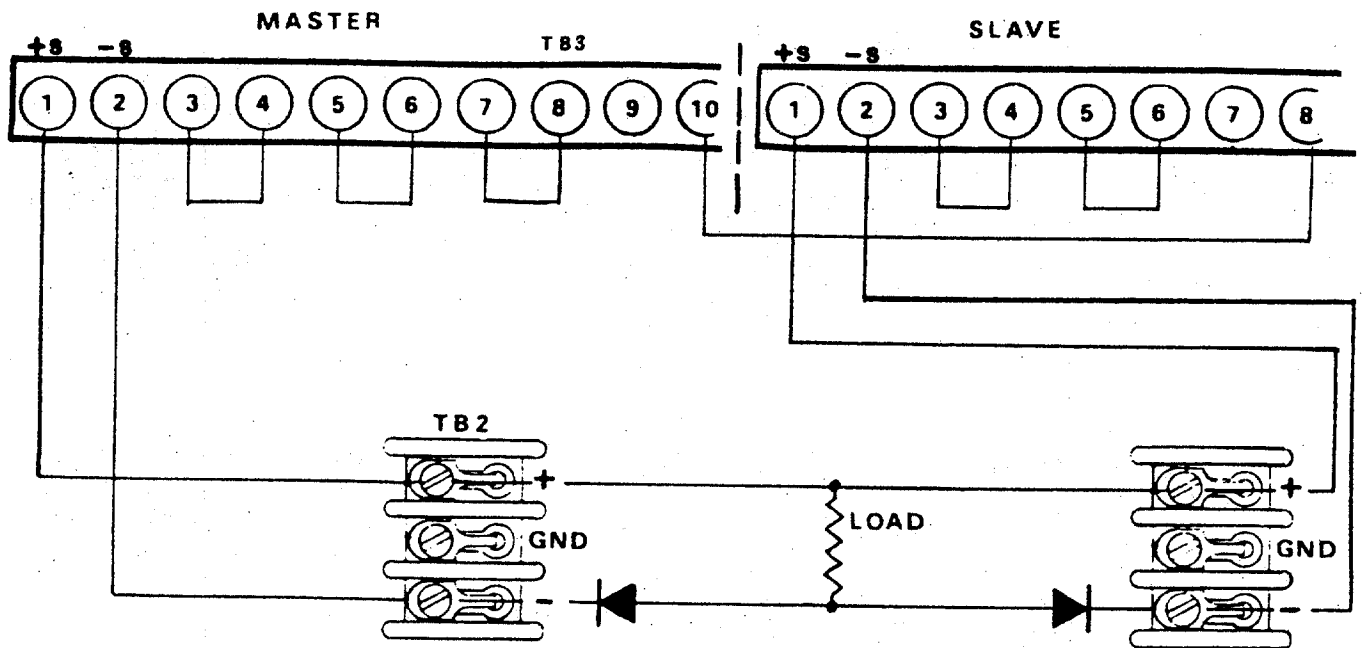 MASTER
SLAVE
+S -S TB3
+S -S
1 2 3 4 5 6 7 8 9 10
1 2 3 4 5 6 7 8
TB2
+
GND
-
LOAD
+
GND
-